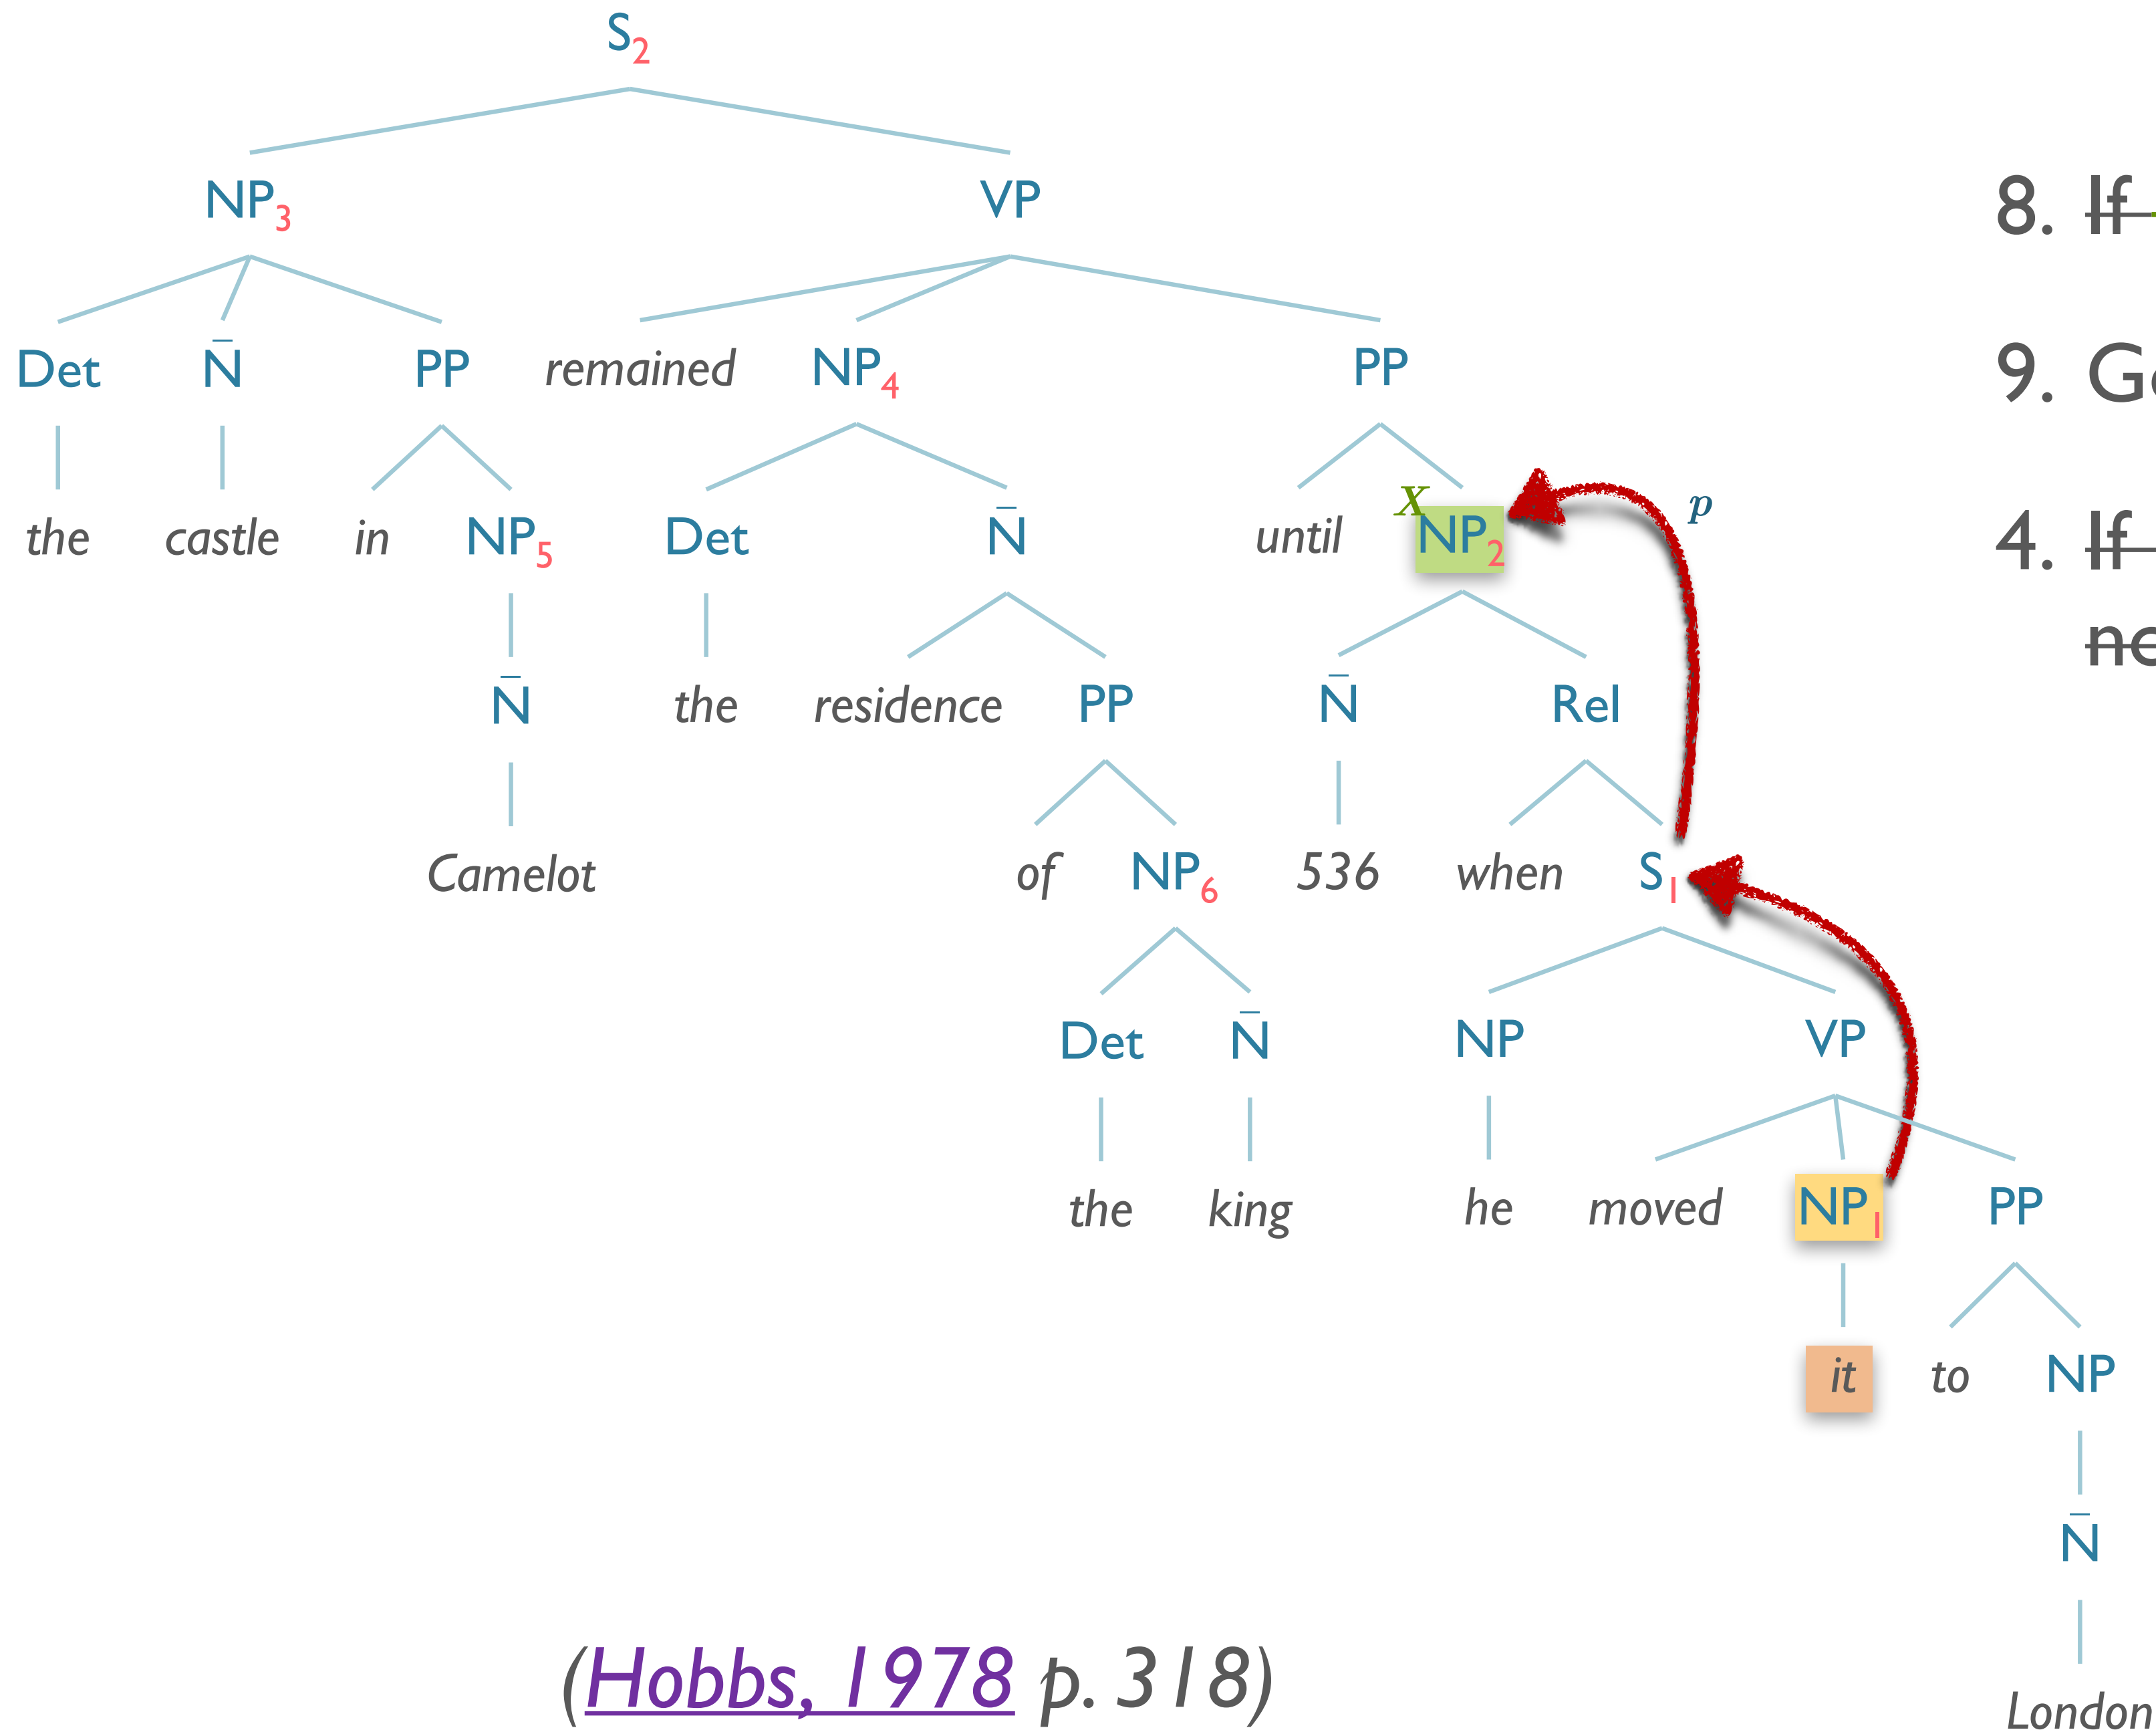 S2
NP3 VP
8. If
Det N̄ PP remained NP4 PP
9. G
the castle in NP5 Det N̄ until X NP2 p
4. If
ne
N̄ the residence PP N̄ Rel
Camelot of NP6 536 when S1
Det N̄ NP VP
the king he moved NP1 PP
it to NP
N̄
(Hobbs, 1978 p. 318)
London